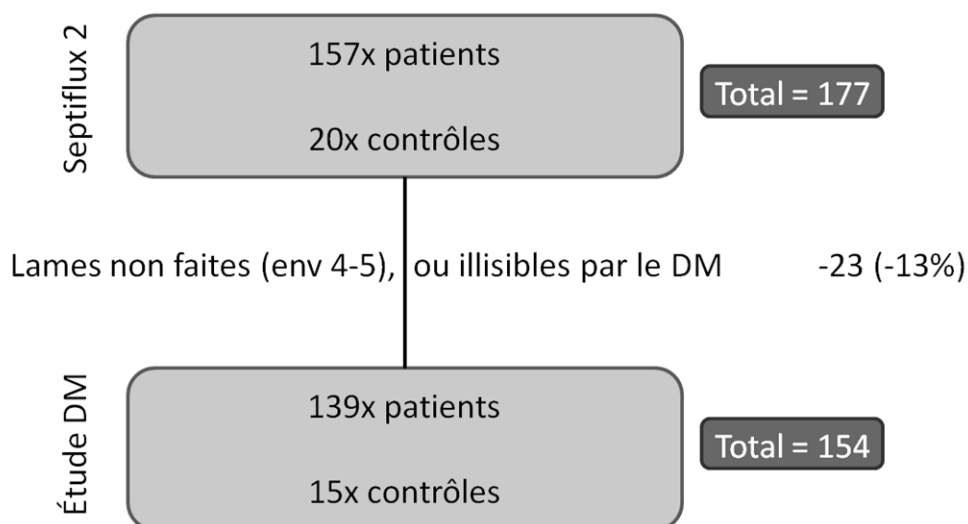 Septiflux 2
157x patients
20x contrôles
Total = 177
Lames non faites (env 4-5), ou illisibles par le DM -23 (-13%)
Étude DM
139x patients
15x contrôles
Total = 154